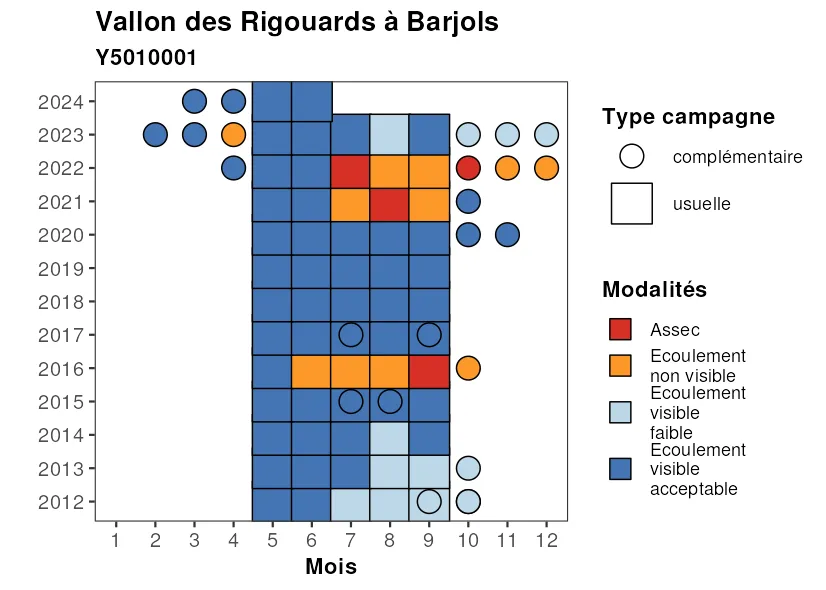 Vallon des Rigouards à Barjols
Y5010001
2024
2023
2022
2021
2020
2019
2018
2017
2016
2015
2014
2013
2012
1 2 3 4 5 6 7 8 9 10 11 12
Mois
Type campagne
complémentaire
usuelle
Modalités
Assec
Ecoulement
non visible
Ecoulement
visible
faible
Ecoulement
visible
acceptable